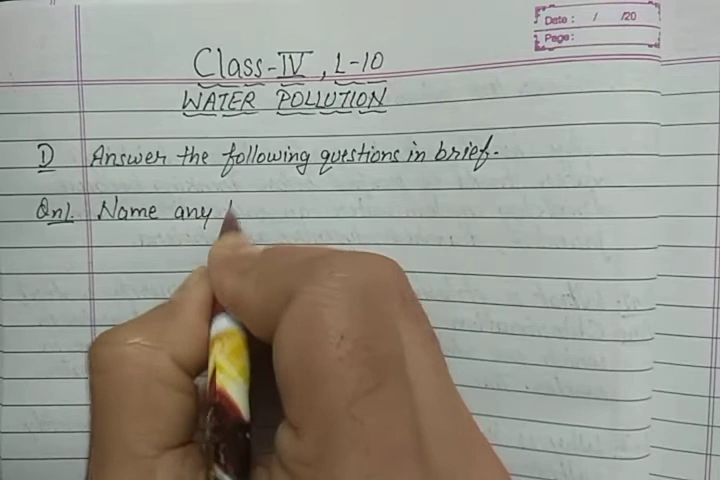 Date: / /20
Page:
Class-IV, L-10
WATER POLLUTION
D Answer the following questions in brief.
Qn1. Name any